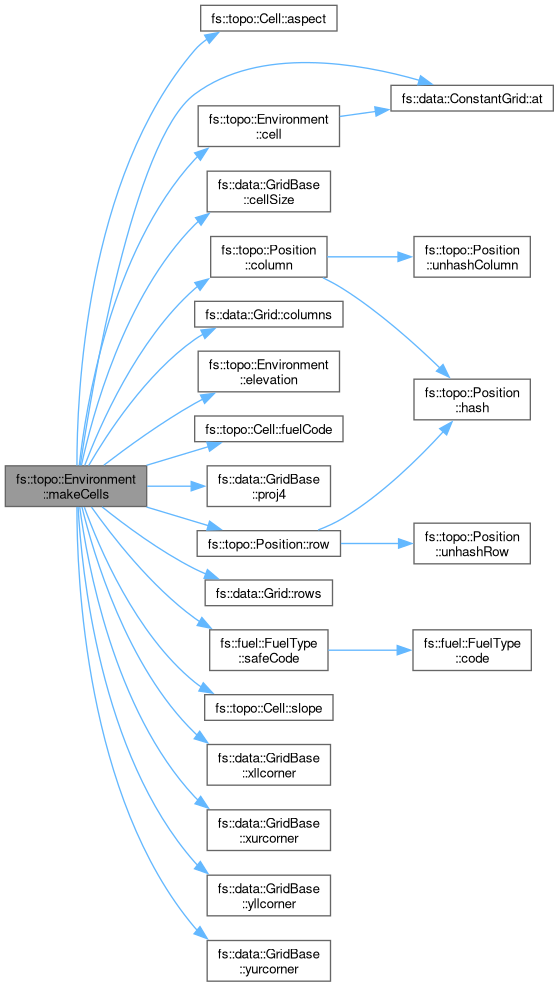 fs::topo::Cell::aspect
fs::data::ConstantGrid::at
fs::topo::Environment
::cell
fs::data::GridBase
::cellSize
fs::topo::Position
::column
fs::topo::Position
::unhashColumn
fs::data::Grid::columns
fs::topo::Environment
::elevation
fs::topo::Position
::hash
fs::topo::Cell::fuelCode
fs::topo::Environment
::makeCells
fs::data::GridBase
::proj4
fs::topo::Position::row
fs::topo::Position
::unhashRow
fs::data::Grid::rows
fs::fuel::FuelType
::safeCode
fs::fuel::FuelType
::code
fs::topo::Cell::slope
fs::data::GridBase
::xllcorner
fs::data::GridBase
::xurcorner
fs::data::GridBase
::yllcorner
fs::data::GridBase
::yurcorner